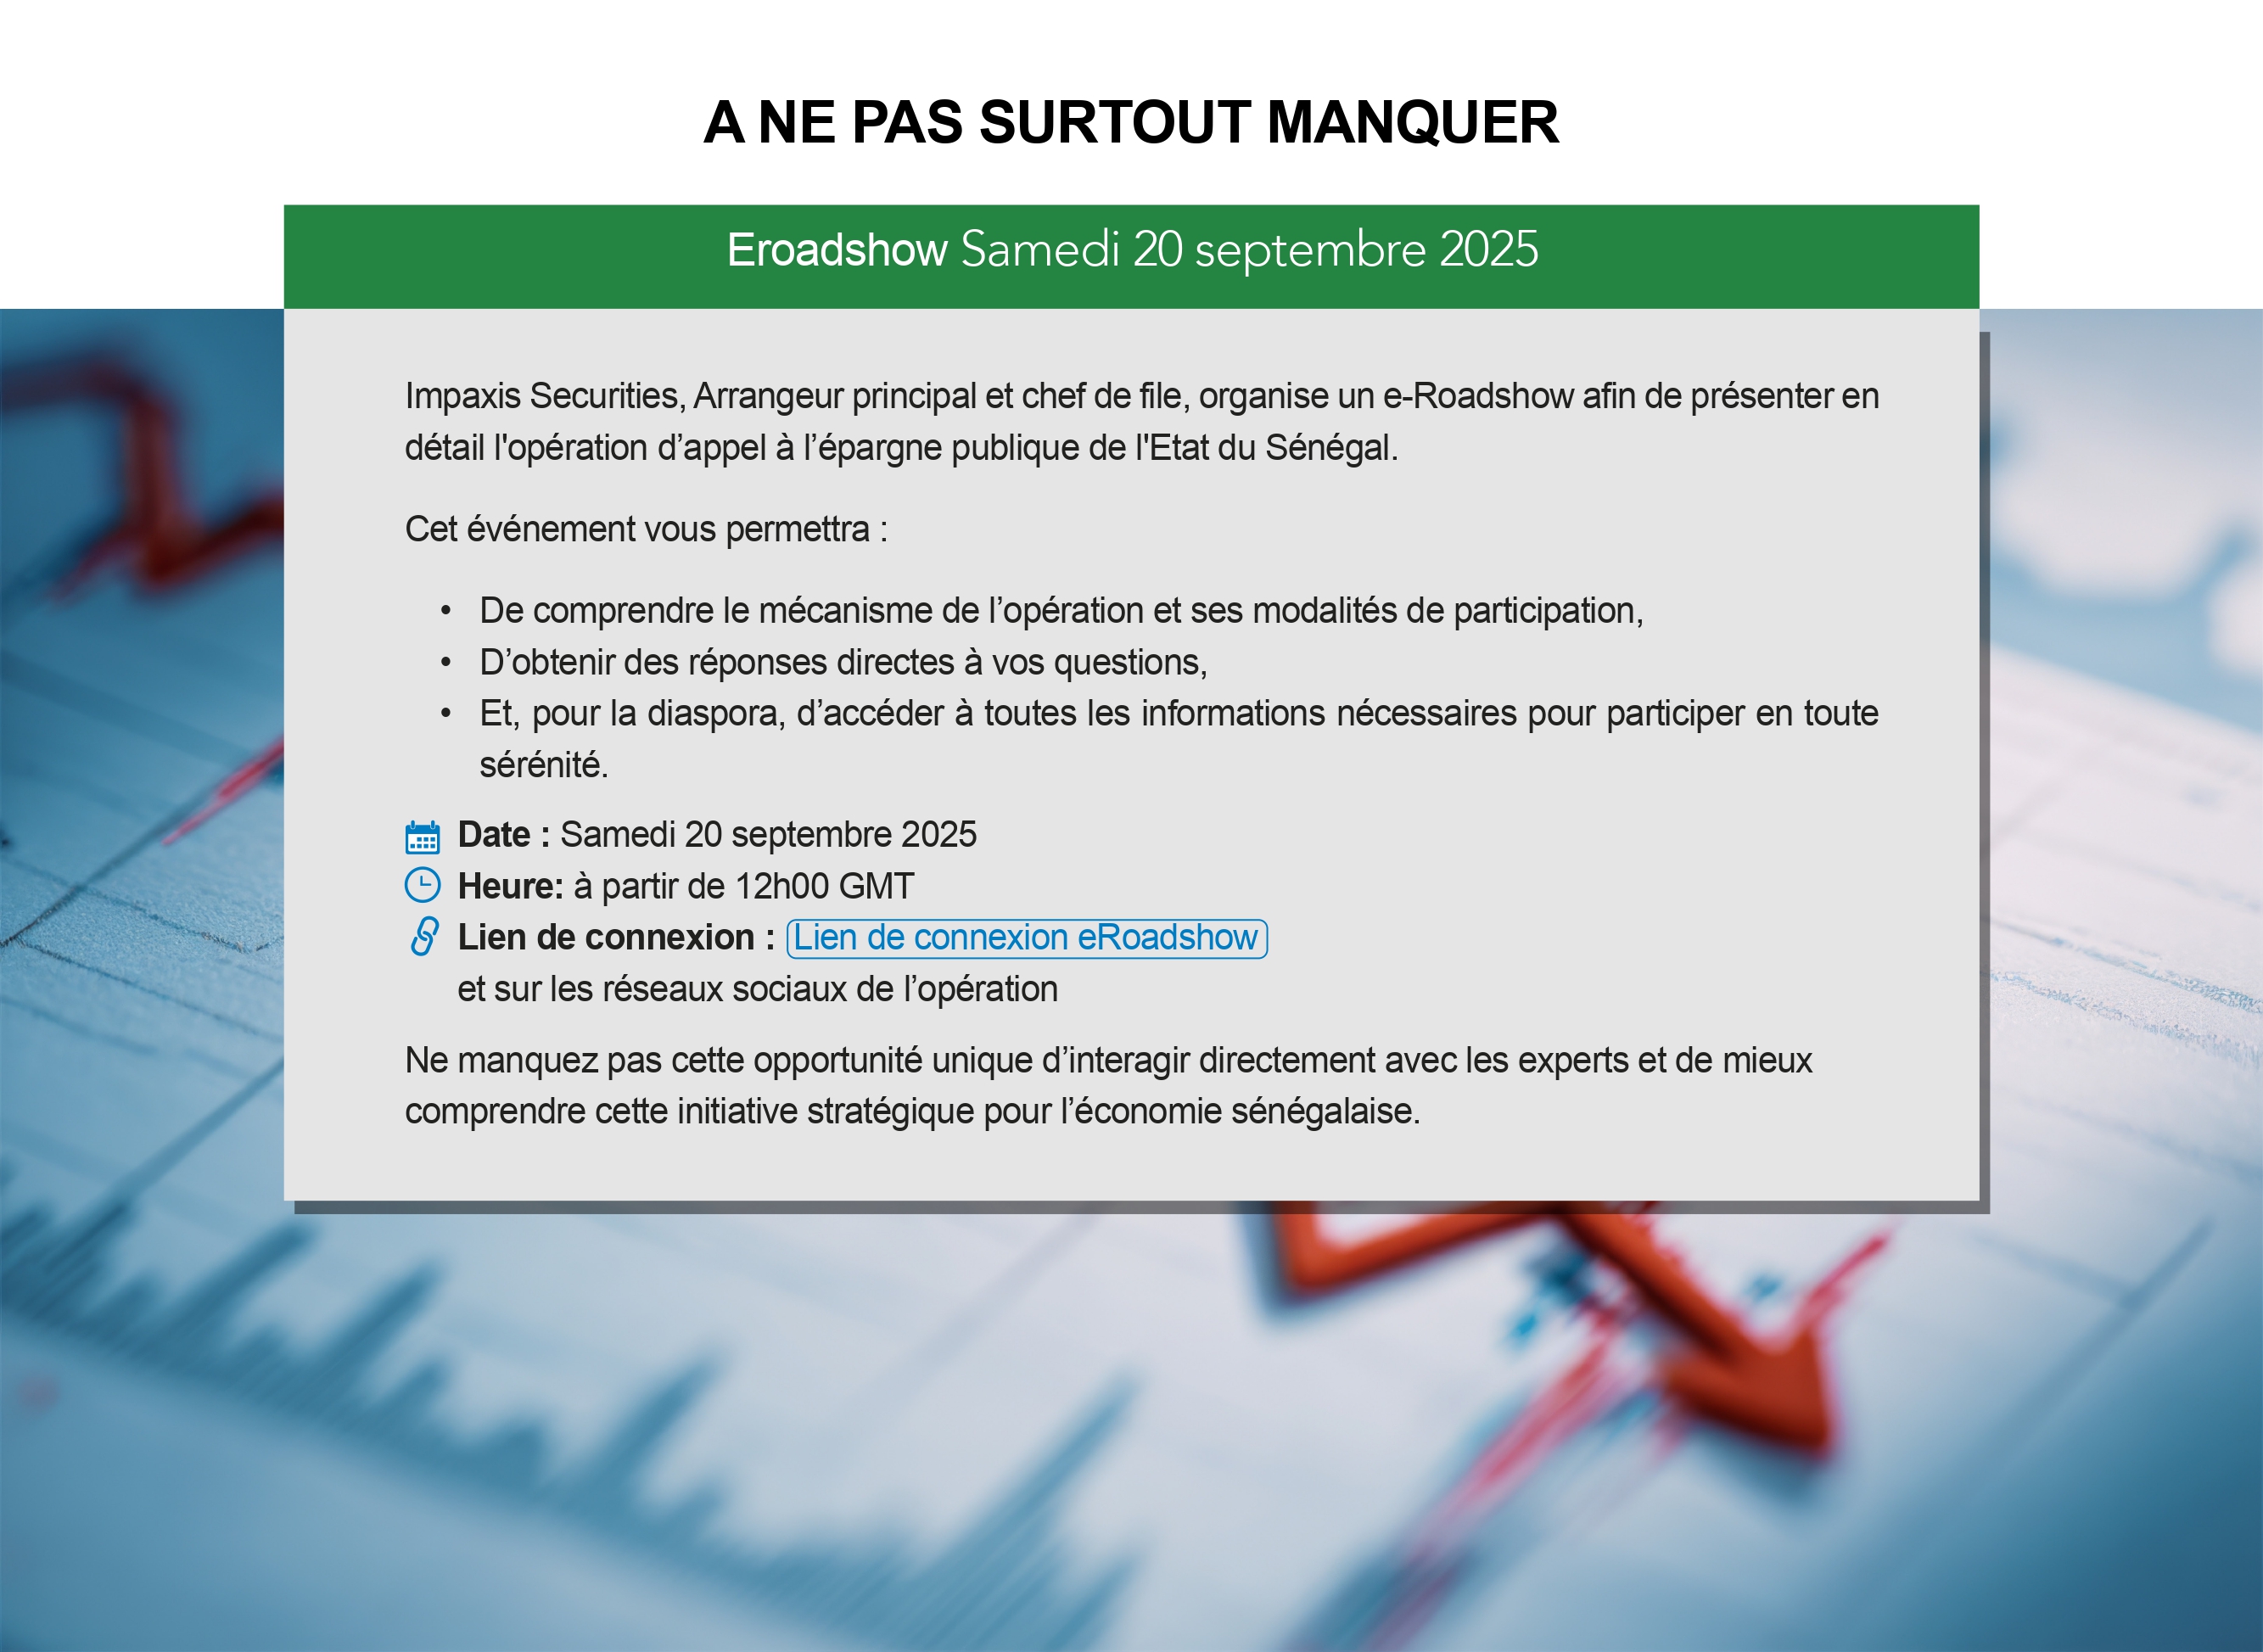 A NE PAS SURTOUT MANQUER
Eroadshow Samedi 20 septembre 2025
Impaxis Securities, Arrangeur principal et chef de file, organise un e-Roadshow afin de présenter en
détail l'opération d’appel à l’épargne publique de l'Etat du Sénégal.
Cet événement vous permettra :
• De comprendre le mécanisme de l’opération et ses modalités de participation,
• D’obtenir des réponses directes à vos questions,
• Et, pour la diaspora, d’accéder à toutes les informations nécessaires pour participer en toute
sérénité.
Date : Samedi 20 septembre 2025
Heure: à partir de 12h00 GMT
Lien de connexion : Lien de connexion eRoadshow
et sur les réseaux sociaux de l’opération
Ne manquez pas cette opportunité unique d’interagir directement avec les experts et de mieux
comprendre cette initiative stratégique pour l’économie sénégalaise.